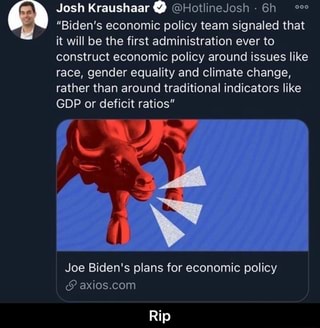 Josh Kraushaar @HotlineJosh · 6h
“Biden's economic policy team signaled that
it will be the first administration ever to
construct economic policy around issues like
race, gender equality and climate change,
rather than around traditional indicators like
GDP or deficit ratios”
Joe Biden's plans for economic policy
axios.com
Rip